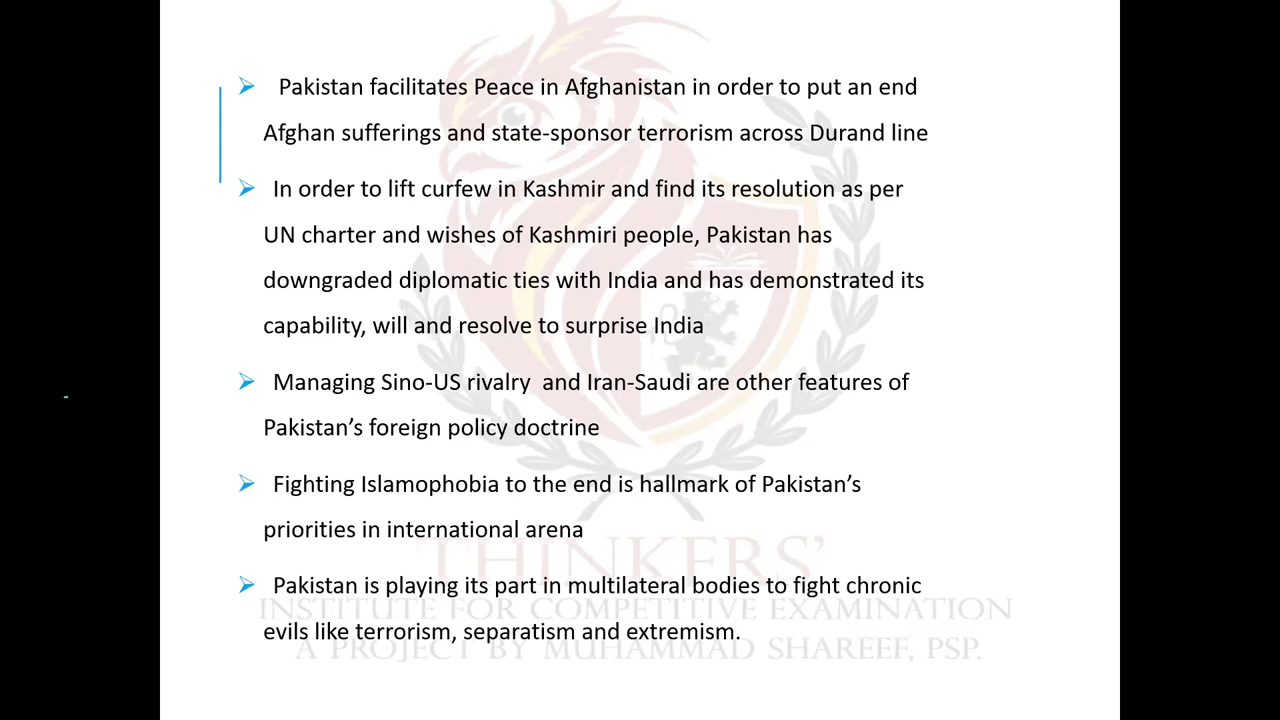 Pakistan facilitates Peace in Afghanistan in order to put an end
Afghan sufferings and state-sponsor terrorism across Durand line
In order to lift curfew in Kashmir and find its resolution as per
UN charter and wishes of Kashmiri people, Pakistan has
downgraded diplomatic ties with India and has demonstrated its
capability, will and resolve to surprise India
Managing Sino-US rivalry  and Iran-Saudi are other features of
Pakistan’s foreign policy doctrine
Fighting Islamophobia to the end is hallmark of Pakistan’s
priorities in international arena
Pakistan is playing its part in multilateral bodies to fight chronic
evils like terrorism, separatism and extremism.
THINKERS’
INSTITUTE FOR COMPETITIVE EXAMINATION
A PROJECT BY MUHAMMAD SHAREEF, PSP.